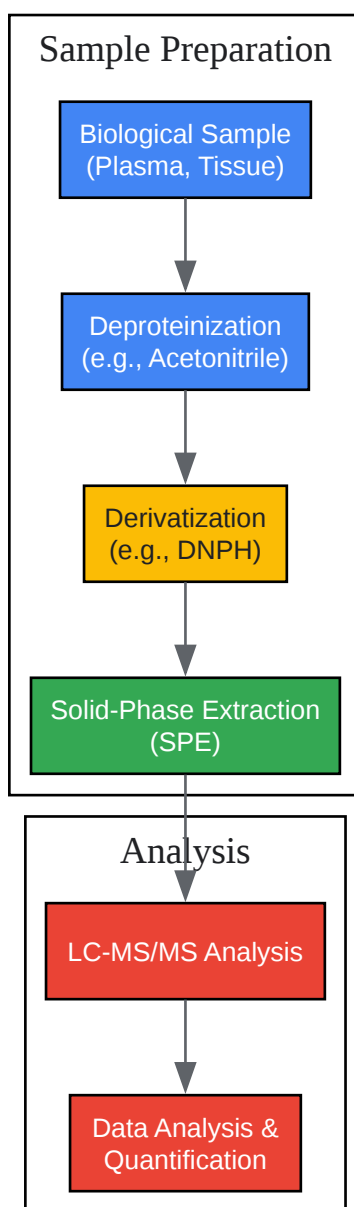 Sample Preparation
Biological Sample
(Plasma, Tissue)
Deproteinization
(e.g., Acetonitrile)
Derivatization
(e.g., DNPH)
Solid-Phase Extraction
(SPE)
Analysis
LC-MS/MS Analysis
Data Analysis &
Quantification